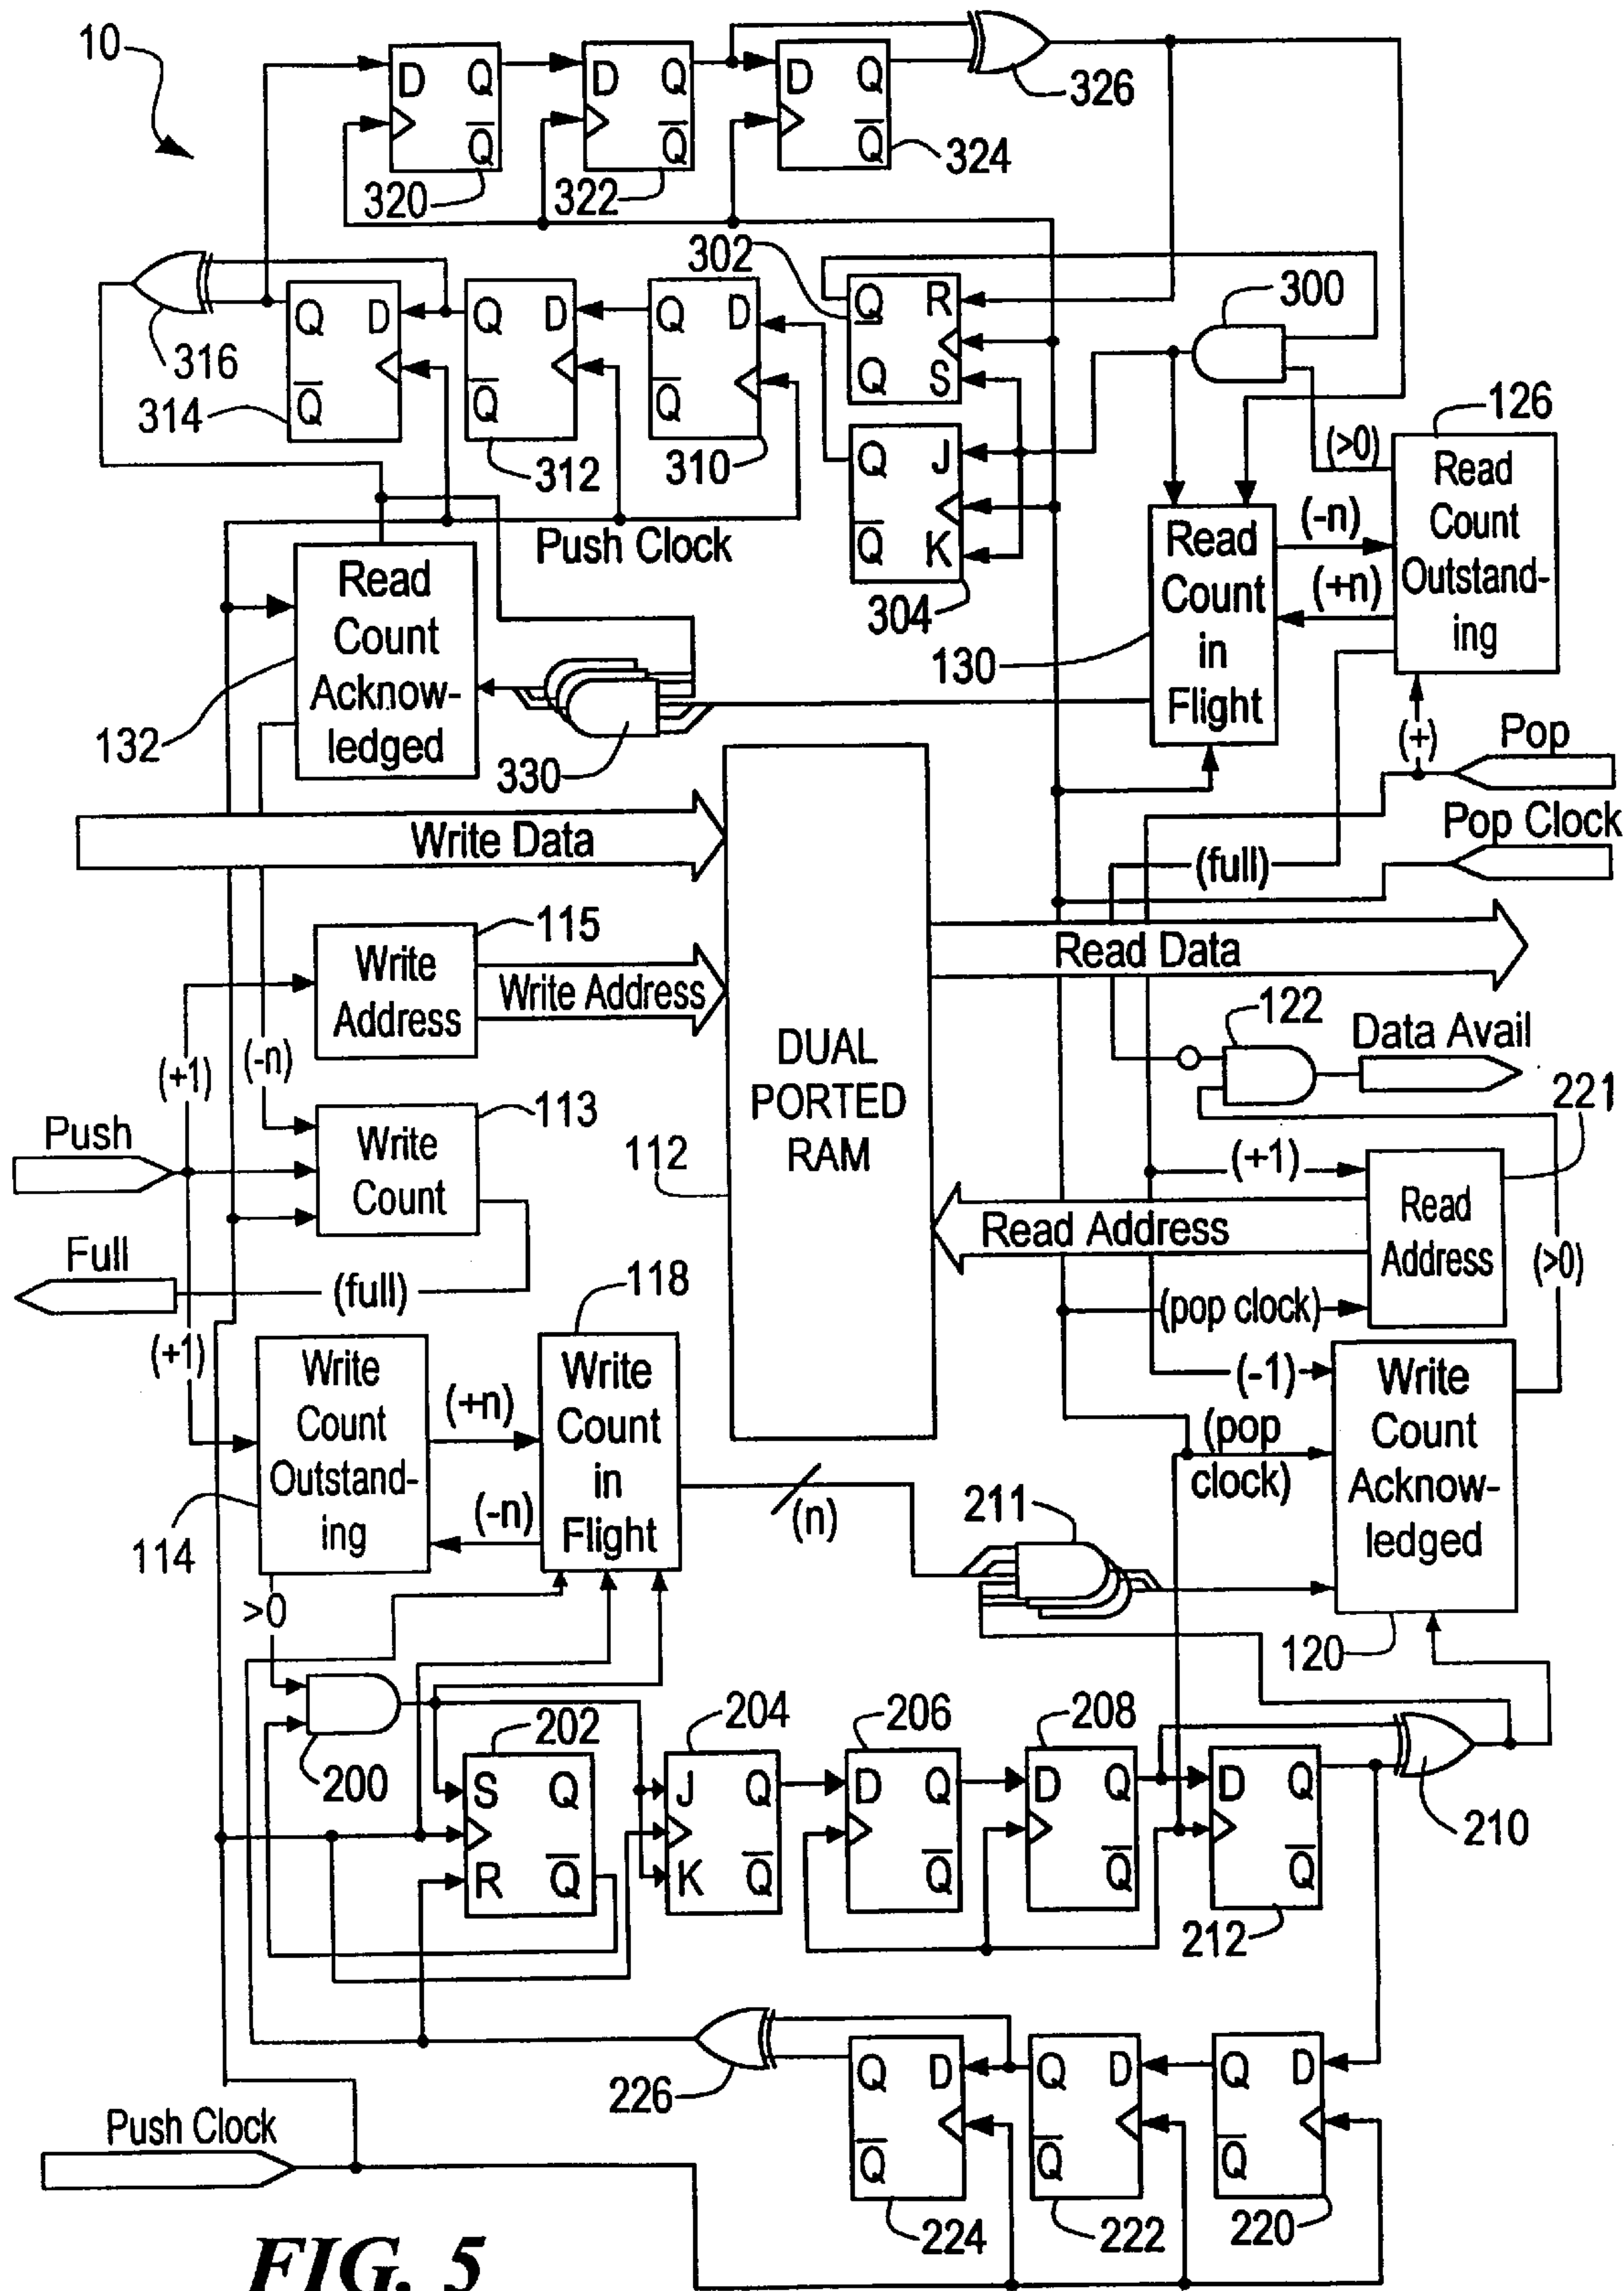 10
D Q
Q
320
D Q
Q
322
D Q
Q
324
326
316
Q D
Q
314
Q D
Q
312
Q D
Q
310
302
Q R
Q S
Q J
Q K
304
300
126
(>0)
Read
Count
Outstand-
ing
Push Clock
Read
Count
Acknow-
ledged
132
330
Read
Count
in
Flight
130
(-n)
(+n)
(+)
Pop
Pop Clock
(full)
Write Data
Read Data
115
Write
Address
Write Address
DUAL
PORTED
RAM
112
122
Data Avail
221
(+1)
(-n)
Push
113
Write
Count
Full
(full)
(+1)
Read
Address
Read Address
(pop clock)
(>0)
(+1)
118
Write
Count
Outstand-
ing
114
(+n)
(-n)
Write
Count
in
Flight
(n)
211
(-1)
(pop
clock)
Write
Count
Acknow-
ledged
120
>0
200
202
S Q
R Q
204
J Q
K Q
206
D Q
Q
208
D Q
Q
D Q
Q
212
210
226
Q D
Q
224
Q D
Q
222
Q D
Q
220
Push Clock
FIG. 5